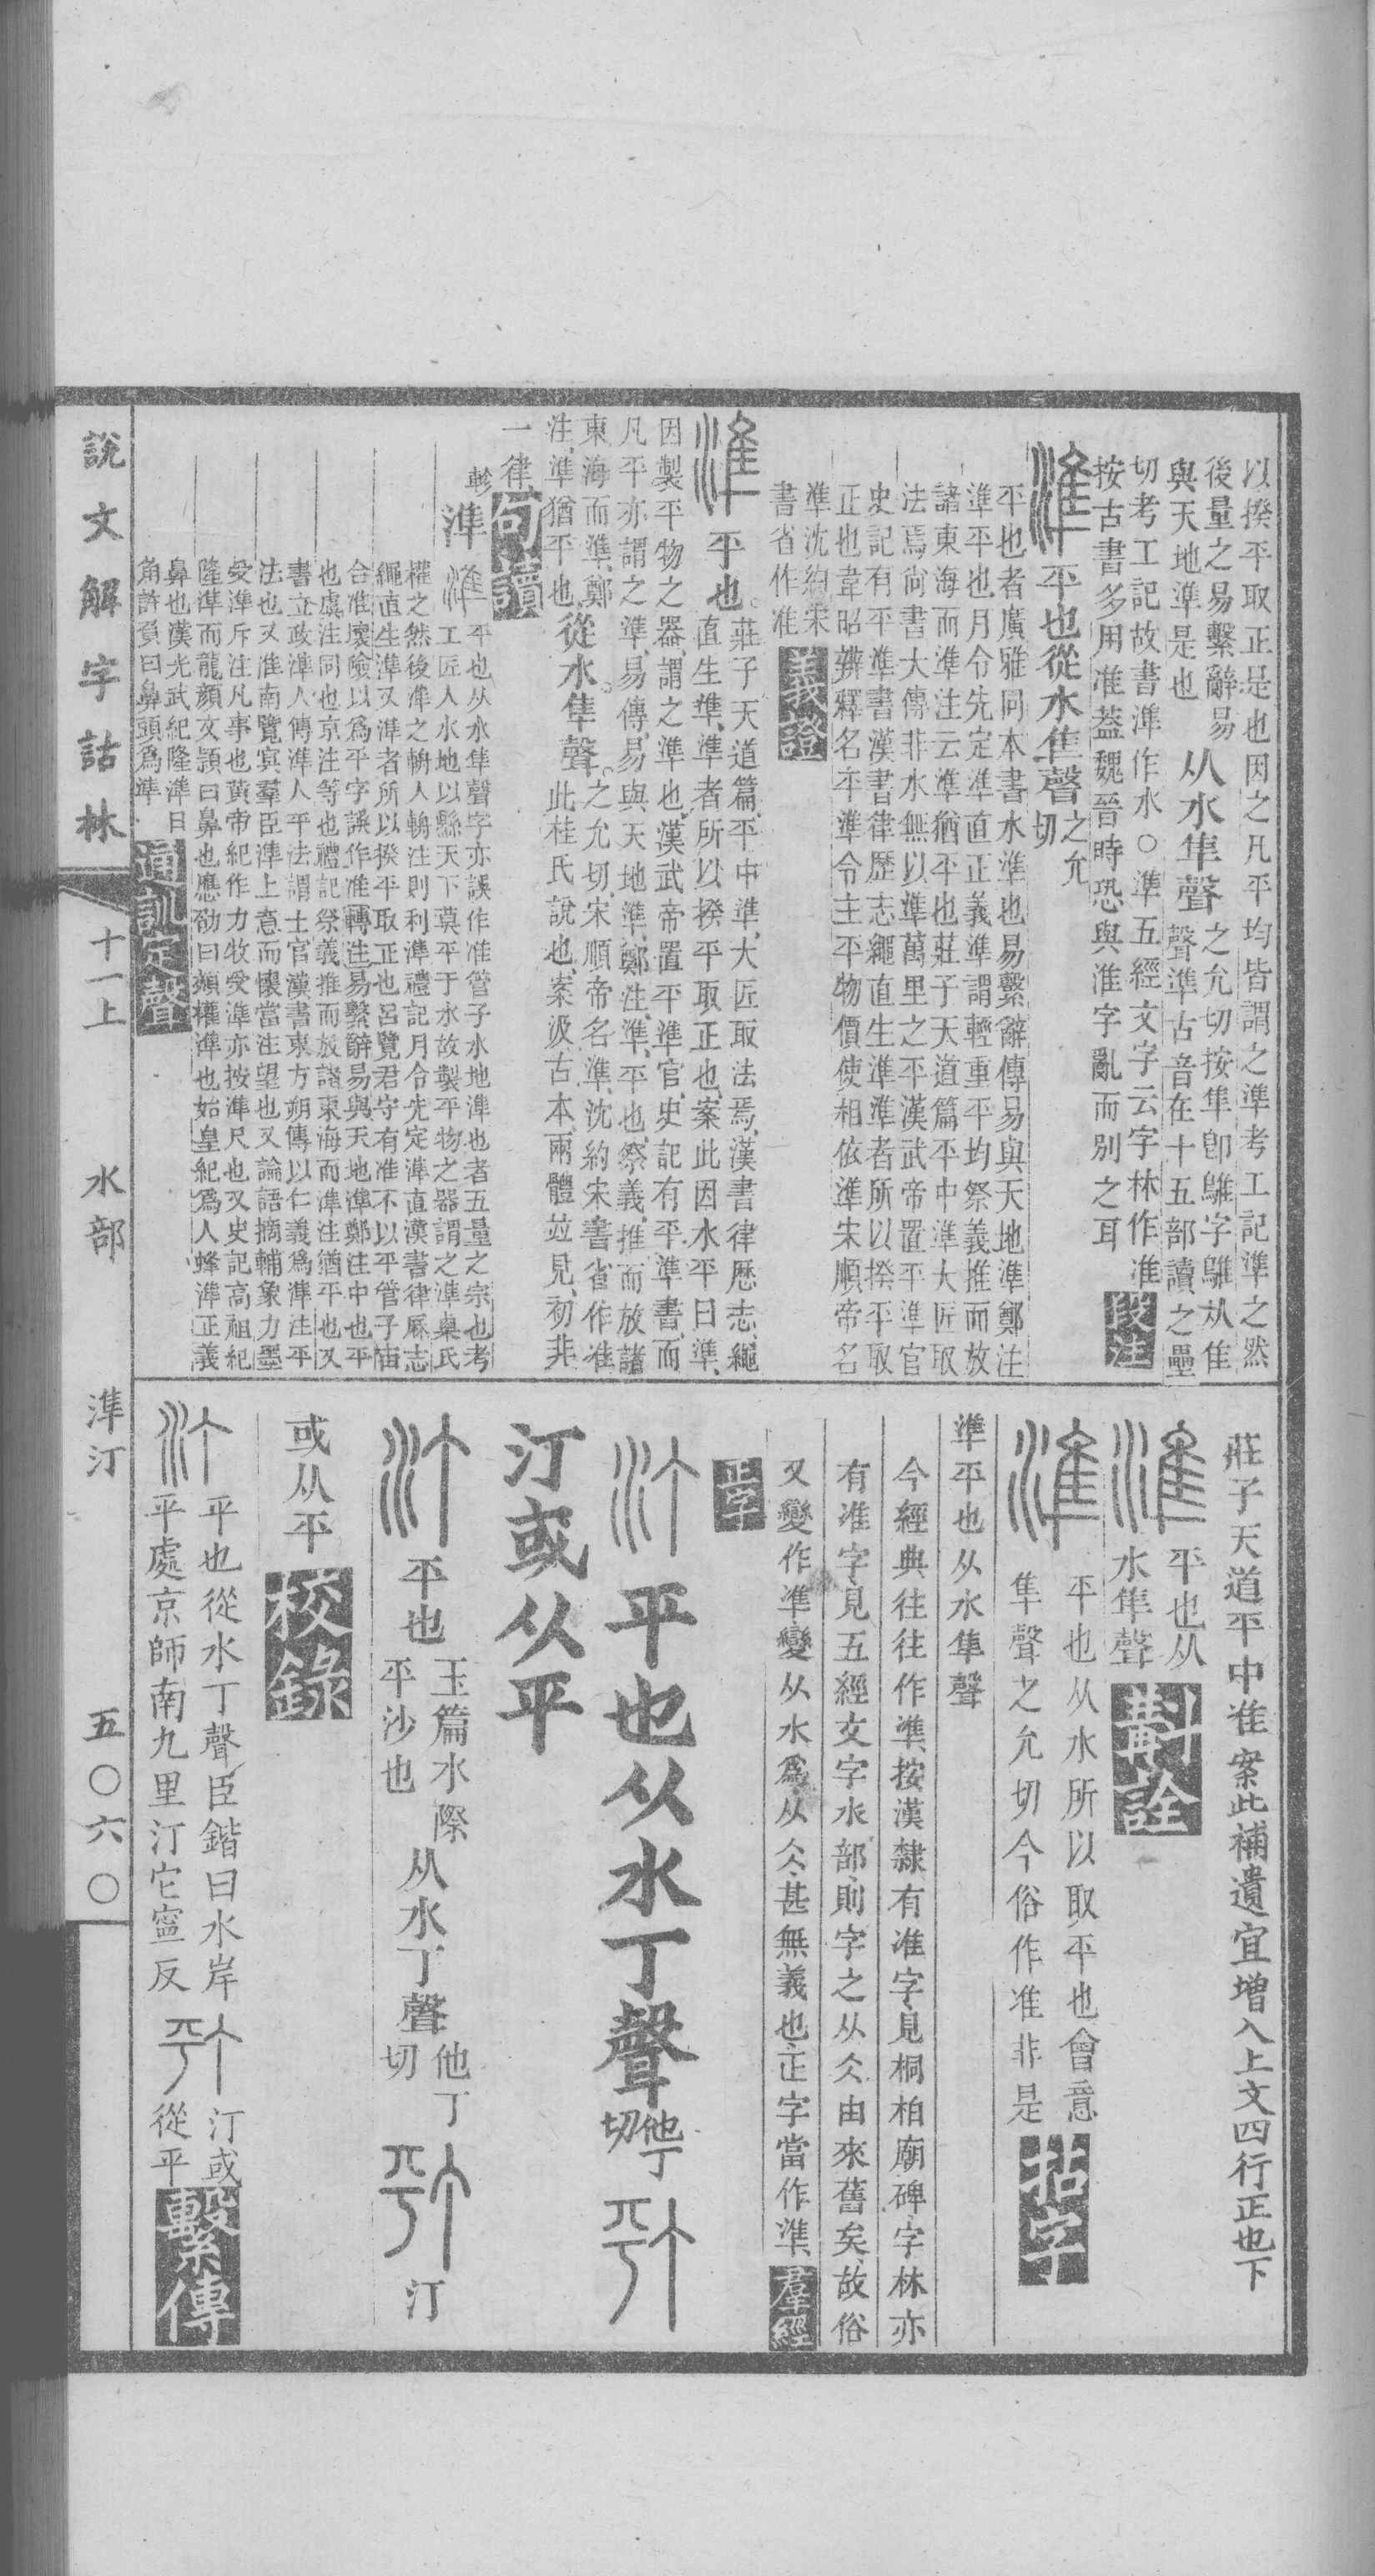 以揆平取正是也因之凡平均皆謂之準考工記準之然
後量之易繫辭易
與天地準是也
从水隼聲
之允切按隼卽鵻字鵻从隹
聲準古音在十五部讀之壘
切考工記故書準作水○準五經文字云字林作准
按古書多用准蓋魏晉時恐與淮字亂而別之耳
段注
準
平也從水隼聲
之允
切
平也者廣雅同本書水準也易繫辭傳易與天地準鄭注
準平也月令先定準直正義準謂輕重平均祭義推而放
諸東海而準注云準猶平也莊子天道篇平中準大匠取
法焉尚書大傳非水無以準萬里之平漢武帝置平準官
史記有平準書漢書律歷志繩直生準準者所以揆平取
正也韋昭辨釋名平準令主平物價使相依準宋順帝名
準沈約宋
書省作准
義證
準
平也
莊子天道篇平中準大匠取法焉漢書律歷志繩
直生準準者所以揆平取正也案此因水平曰準
因製平物之器謂之準也漢武帝置平準官史記有平準書而
凡平亦謂之準易傳易與天地準鄭注準平也祭義推而放諸
東海而準鄭
注準猶平也
從水隼聲
之允切宋順帝名準沈約宋書省作准
此桂氏說也案汲古本兩體竝見初非
一律
句讀
軫
準
平也从水隼聲字亦誤作准管子水地準也者五量之宗也考
工匠人水地以縣天下莫平于水故製平物之器謂之準㮚氏
權之然後準之輈人輈注則利準禮記月令先定準直漢書律厤志
繩直生準又準者所以揆平取正也呂覽君守有准不以平管子宙
合准壞險以爲平字誤作准轉注易繫辭易與天地準鄭注中也平
也虞注同也京注等也禮記祭義推而放諸東海而準注猶平也又
書立政準人傳準人平法謂士官漢書東方朔傳以仁義爲準注平
法也又淮南覽冥羣臣準上意而懷當注望也又論語摘輔象力墨
受準斥注凡事也黃帝紀作力牧受準亦按準尺也又史記高祖紀
隆準而龍顏文頴曰鼻也應劭曰頰權準也始皇紀爲人蜂準正義
鼻也漢光武紀隆準日
角許負曰鼻頭爲準
通訓定聲
莊子天道平中准案此補遺宜增入上文四行正也下
準
平也从
水隼聲
斠詮
準
平也从水所以取平也會意
隼聲之允切今俗作准非是
拈字
準平也从水隼聲
今經典往往作準按漢隸有准字見桐柏廟碑字林亦
有准字見五經文字水部則字之从仌由來舊矣故俗
又變作準變从水爲从仌甚無義也正字當作準
羣經
正字
汀
平也从水丁聲
他丁
切
汀或从平
汀
平也
玉篇水際
平沙也
从水丁聲
他丁
切
汀
或从平
校錄
汀
平也從水丁聲臣鍇曰水岸
平處京師南九里汀它寍反
汀或
從平
繫傳
說文解字詁林
十一上
水部
準汀
五○六○